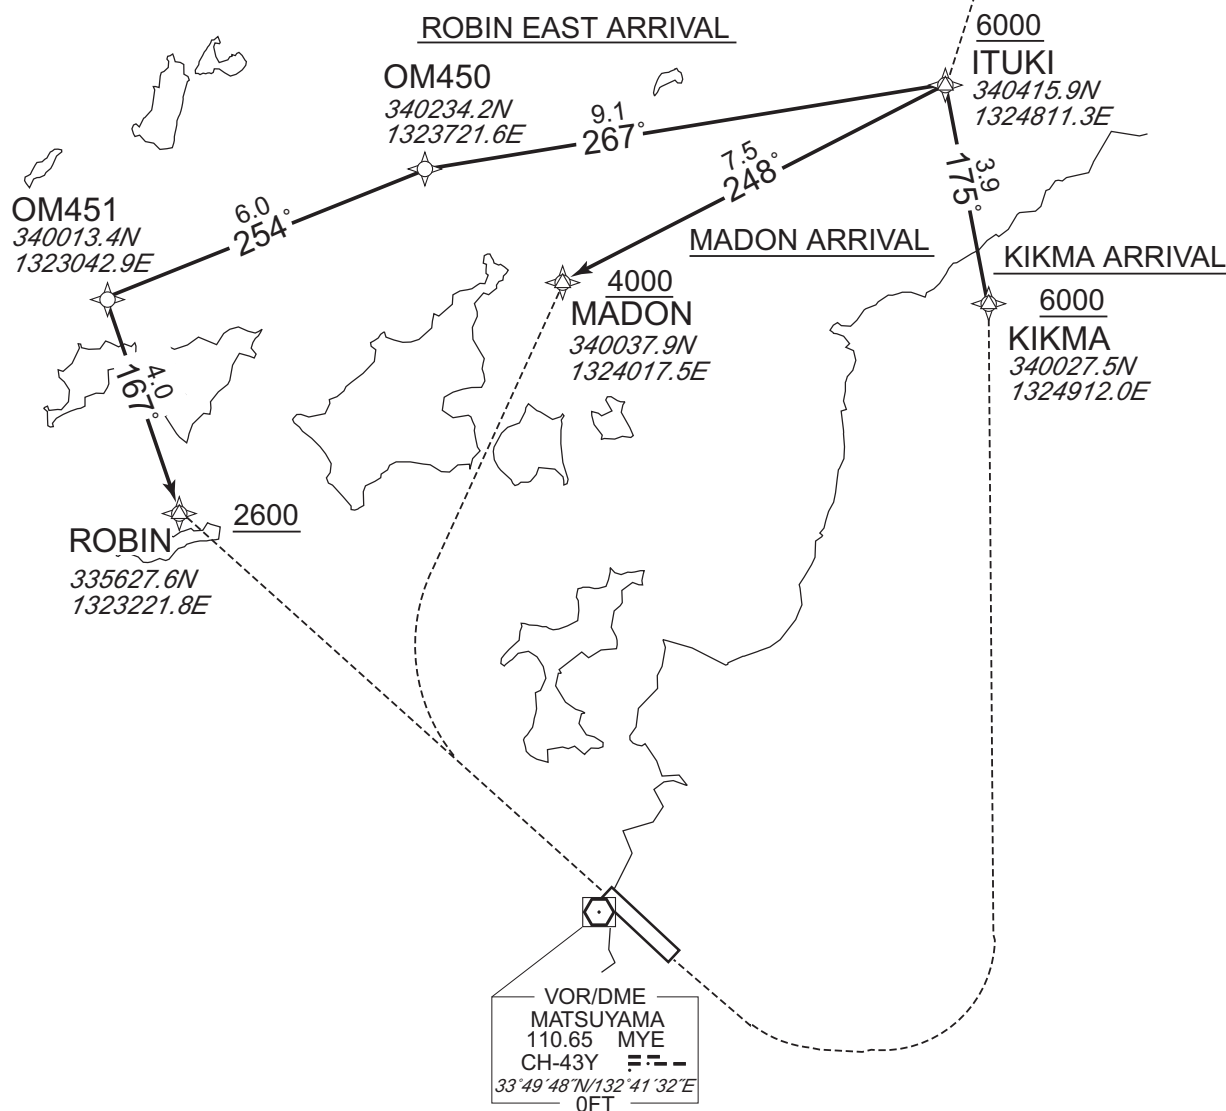 ROBIN EAST ARRIVAL
6000
ITUKI
340415.9N
1324811.3E
OM450
340234.2N
1323721.6E
9.1
267°
7.5
248°
3.9
175°
OM451
340013.4N
1323042.9E
6.0
254°
MADON ARRIVAL
KIKMA ARRIVAL
4000
MADON
340037.9N
1324017.5E
6000
KIKMA
340027.5N
1324912.0E
4.0
167°
2600
ROBIN
335627.6N
1323221.8E
VOR/DME
MATSUYAMA
110.65 MYE
CH-43Y
33°49´48˝N/132°41´32˝E
0FT